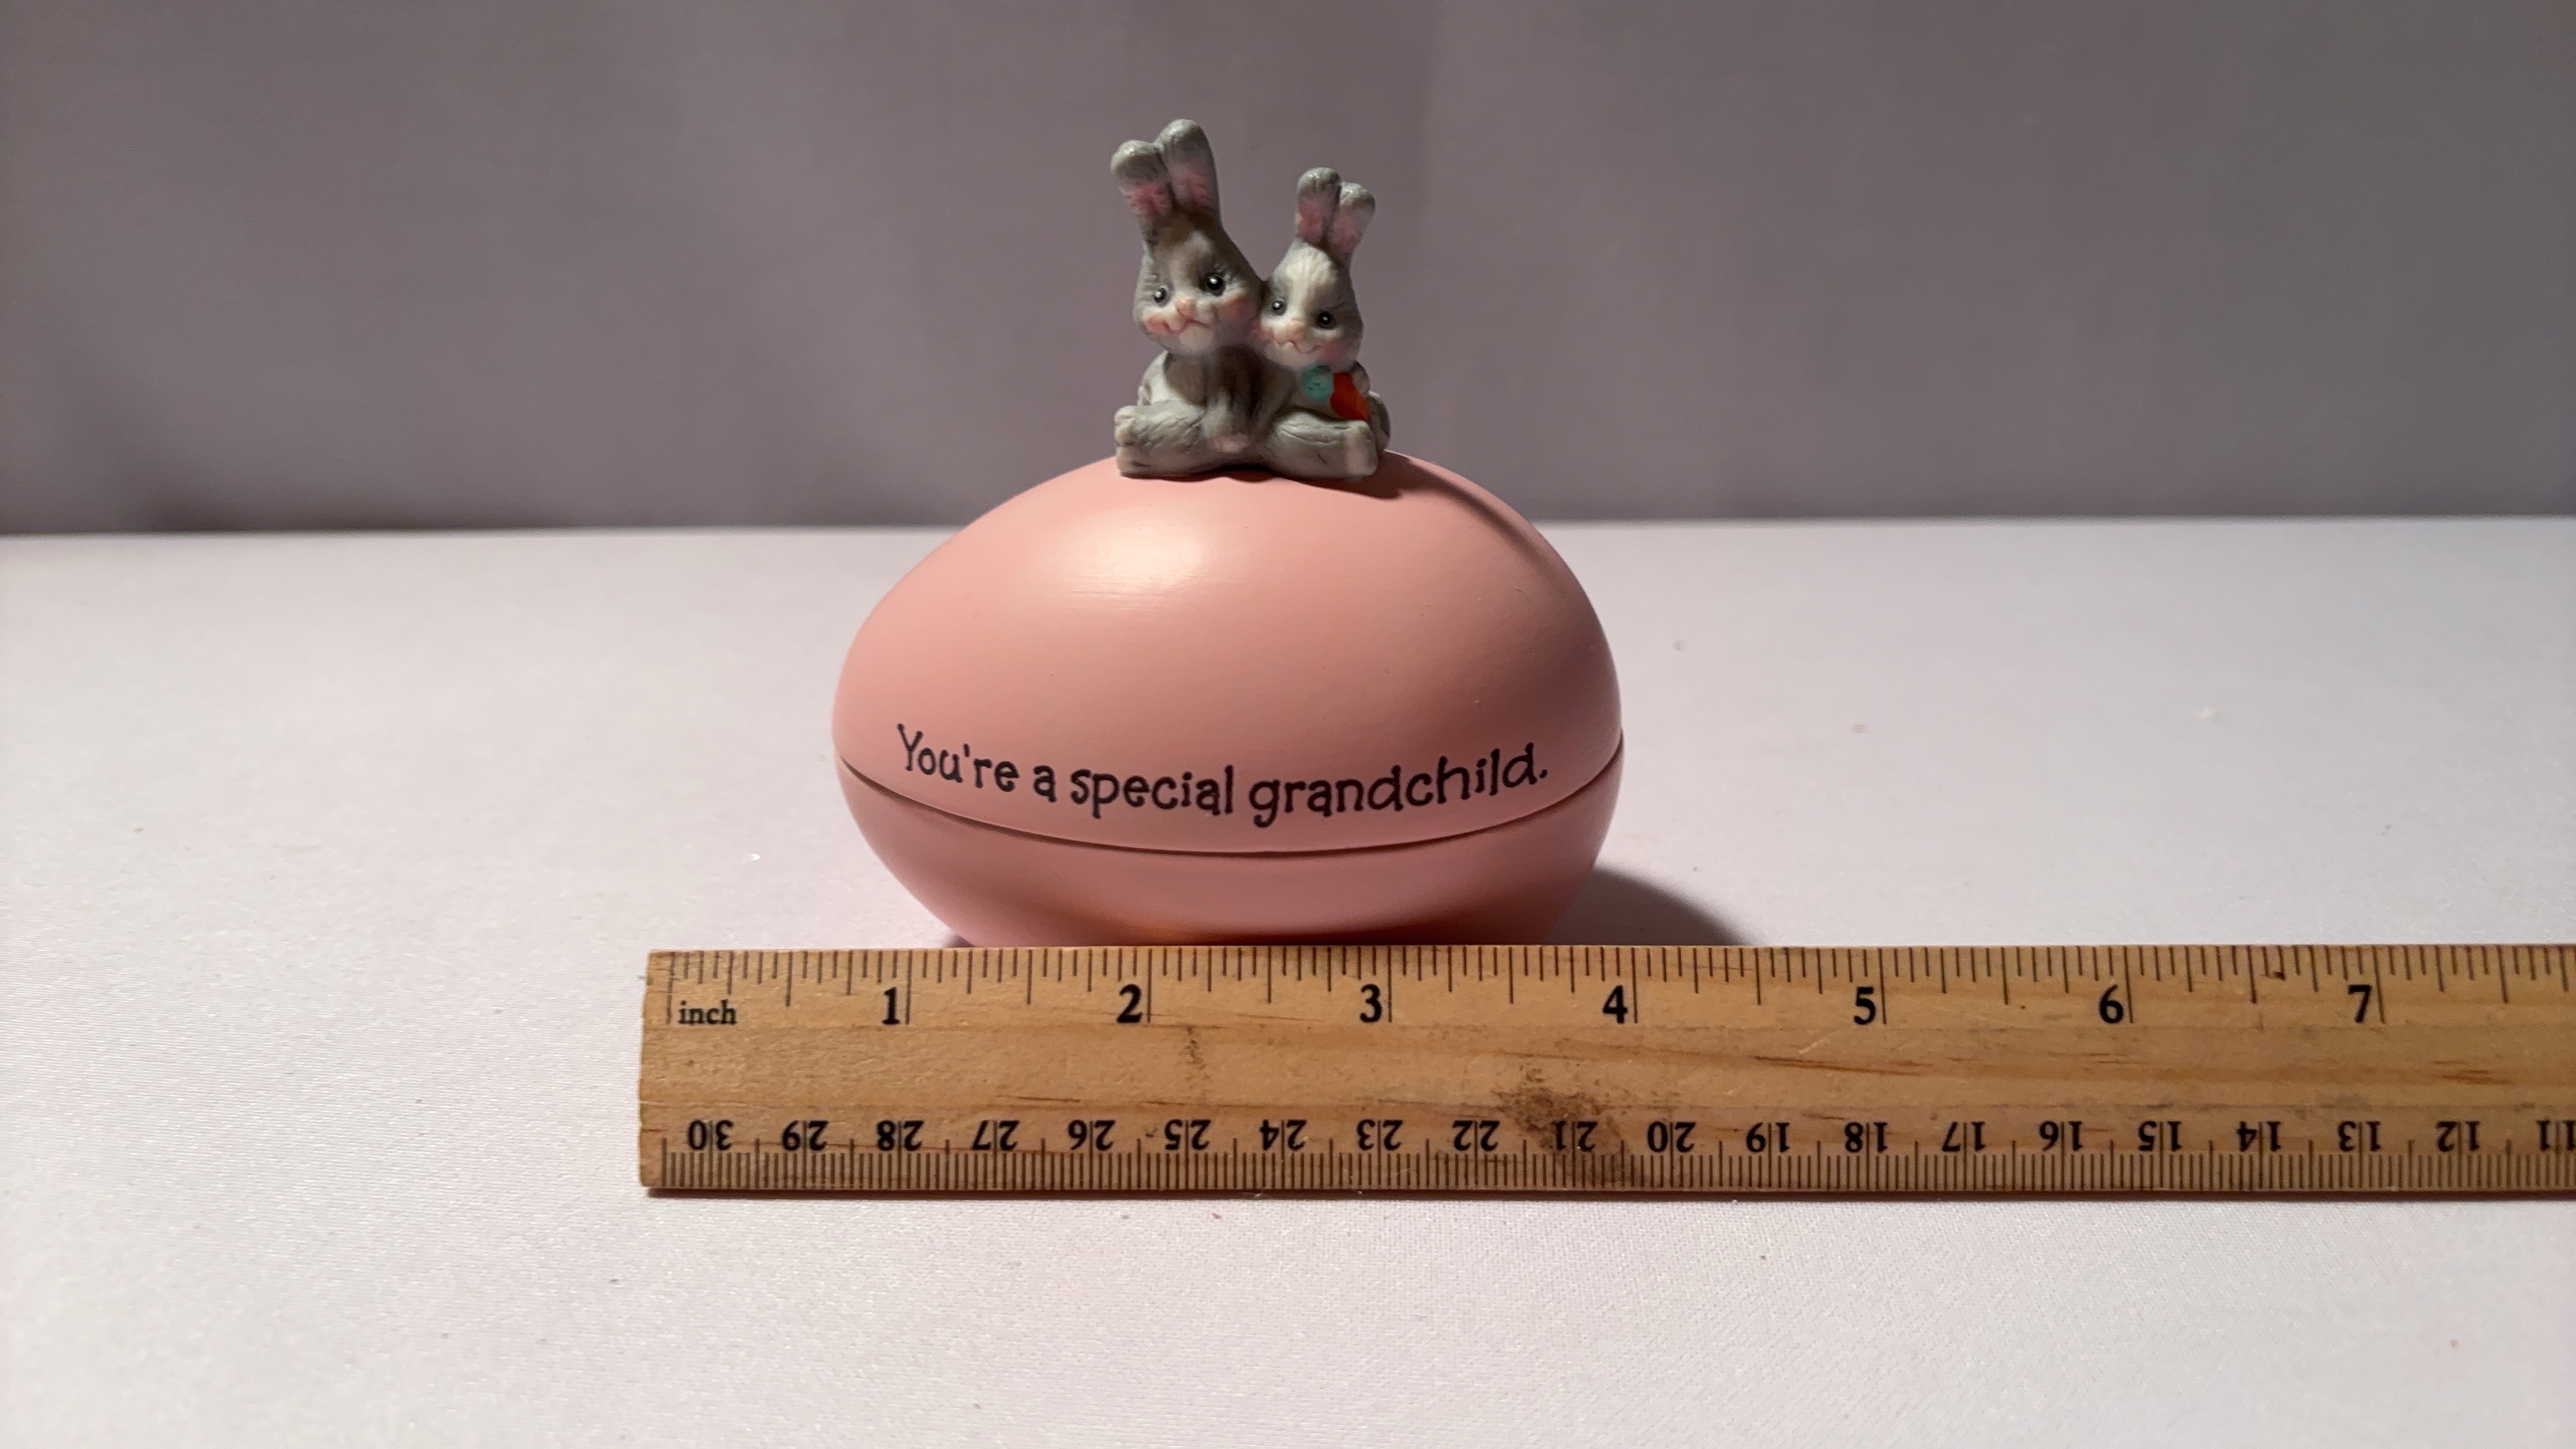 You're a special grandchild.
inch 1 2 3 4 5 6 7
30 29 28 27 26 25 24 23 22 21 20 19 18 17 16 15 14 13 12 11